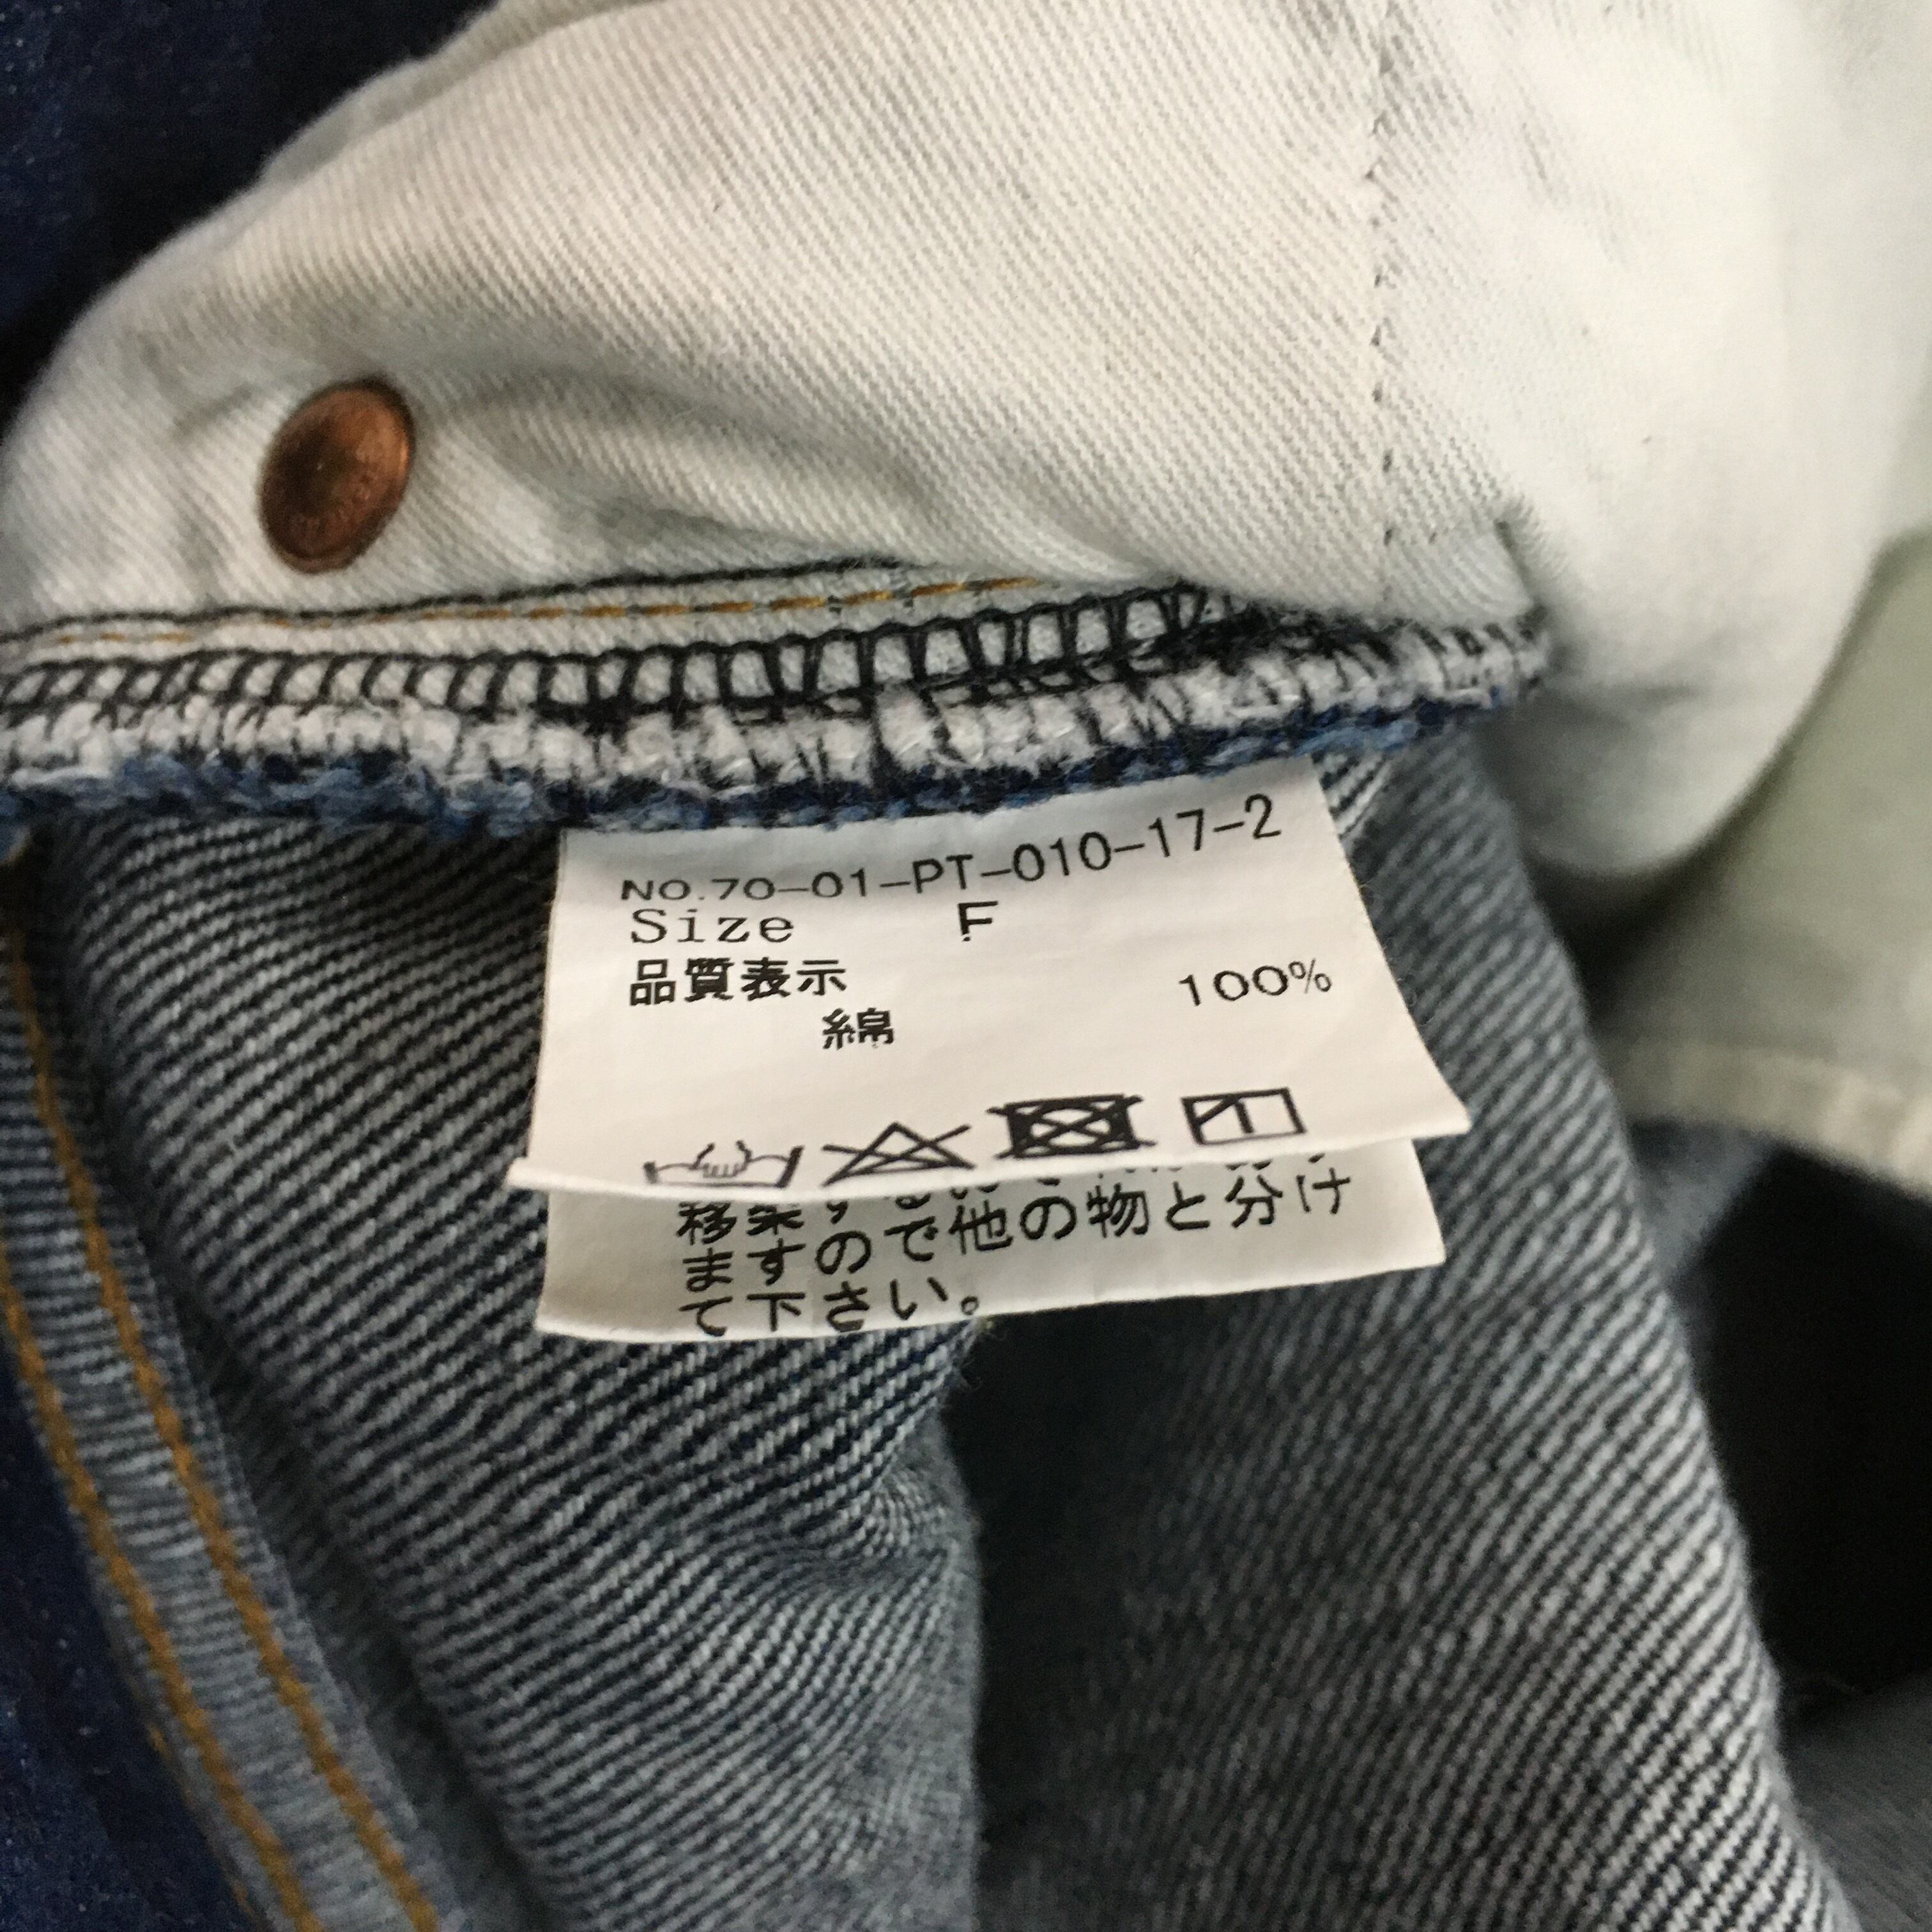 NO.70-01-PT-010-17-2
Size F
品質表示
綿 100%
ますので他の物と分け
て下さい。